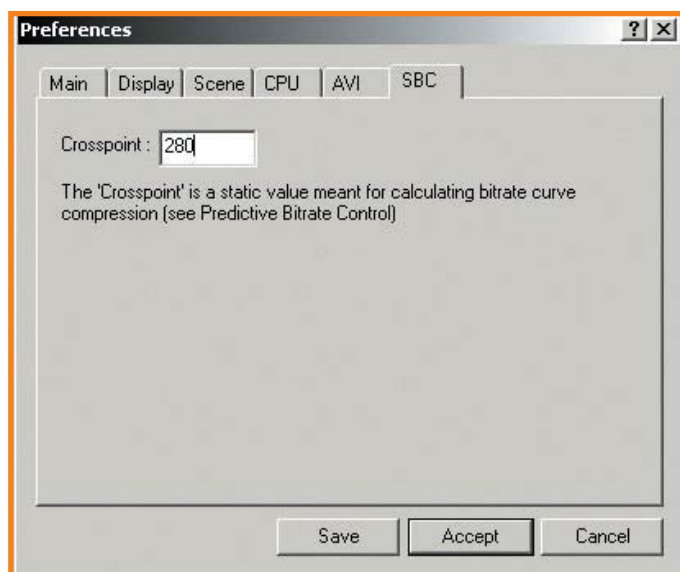 Preferences
Main Display Scene CPU AVI SBC
Crosspoint : 280
The 'Crosspoint' is a static value meant for calculating bitrate curve
compression (see Predictive Bitrate Control)
Save Accept Cancel